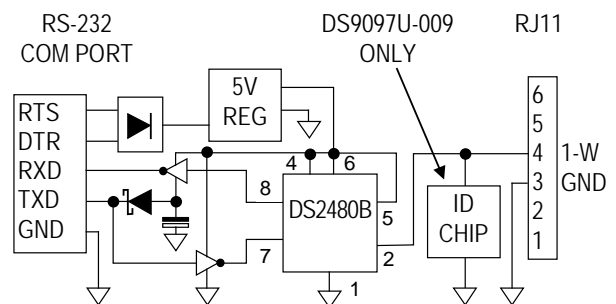 RS-232
COM PORT
DS9097U-009
ONLY
RJ11
RTS
DTR
RXD
TXD
GND
5V
REG
4
6
8
5
DS2480B
7
2
1
ID
CHIP
6
5
4
3
2
1
1-W
GND